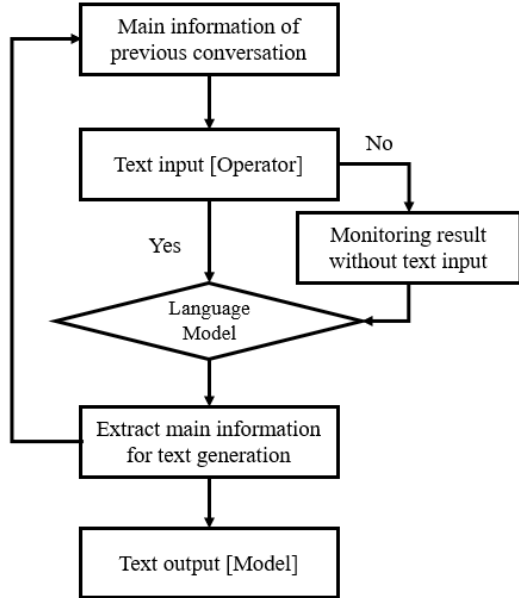 Main information of
previous conversation
Text input [Operator]
No
Monitoring result
without text input
Yes
Language
Model
Extract main information
for text generation
Text output [Model]